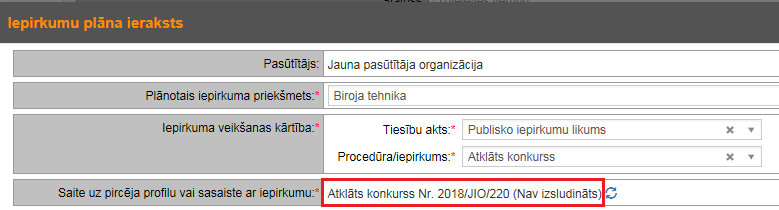 Iepirkumu plāna ieraksts
Pasūtītājs: Jauna pasūtītāja organizācija
Plānotais iepirkuma priekšmets:* Biroja tehnika
Iepirkuma veikšanas kārtība:* Tiesību akts:* Publisko iepirkumu likums
Procedūra/iepirkums:* Atklāts konkurss
Saite uz pircēja profilu vai sasaiste ar iepirkumu:* Atklāts konkurss Nr. 2018/JIO/220 (Nav izsludināts)